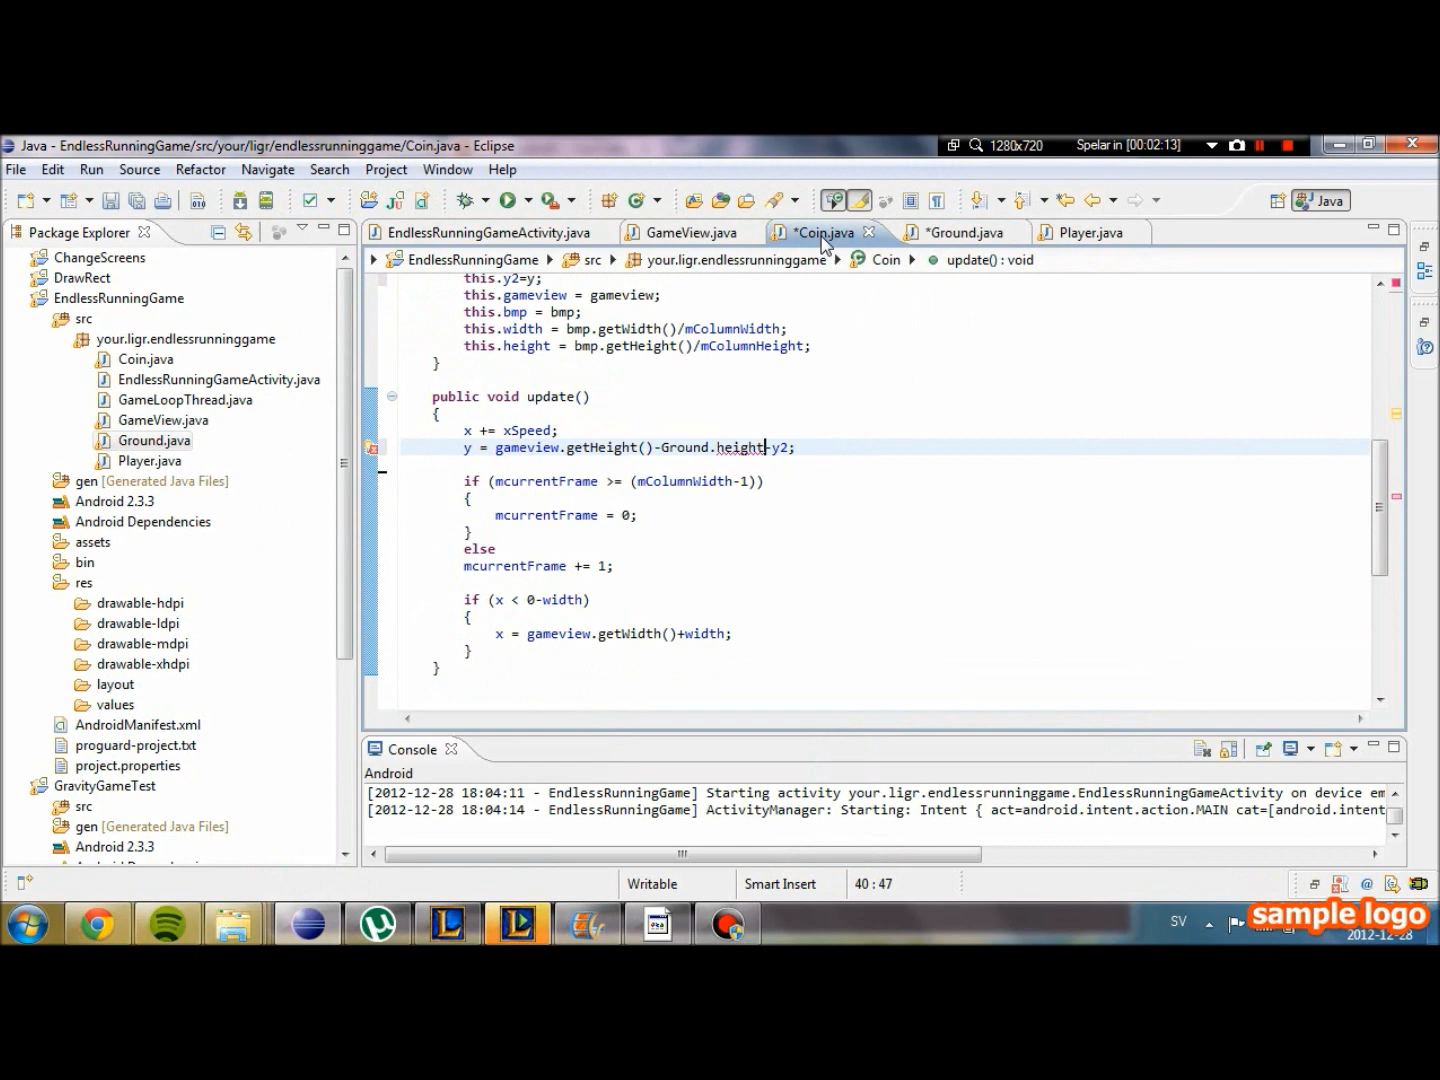 Java - EndlessRunningGame/src/your/ligr/endlessrunninggame/Coin.java - Eclipse
1280x720
Spelar in [00:02:13]
File Edit Run Source Refactor Navigate Search Project Window Help
Java
Package Explorer
EndlessRunningGameActivity.java
GameView.java
*Coin.java
*Ground.java
Player.java
EndlessRunningGame
src
your.ligr.endlessrunninggame
Coin
update() : void
ChangeScreens
DrawRect
EndlessRunningGame
src
your.ligr.endlessrunninggame
Coin.java
EndlessRunningGameActivity.java
GameLoopThread.java
GameView.java
Ground.java
Player.java
gen [Generated Java Files]
Android 2.3.3
Android Dependencies
assets
bin
res
drawable-hdpi
drawable-ldpi
drawable-mdpi
drawable-xhdpi
layout
values
AndroidManifest.xml
proguard-project.txt
project.properties
GravityGameTest
src
gen [Generated Java Files]
Android 2.3.3
this.y2=y;
this.gameview = gameview;
this.bmp = bmp;
this.width = bmp.getWidth()/mColumnWidth;
this.height = bmp.getHeight()/mColumnHeight;
}
public void update()
{
x += xSpeed;
y = gameview.getHeight()-Ground.height-y2;
if (mcurrentFrame >= (mColumnWidth-1))
{
mcurrentFrame = 0;
}
else
mcurrentFrame += 1;
if (x < 0-width)
{
x = gameview.getWidth()+width;
}
}
Console
Android
[2012-12-28 18:04:11 - EndlessRunningGame] Starting activity your.ligr.endlessrunninggame.EndlessRunningGameActivity on device em
[2012-12-28 18:04:14 - EndlessRunningGame] ActivityManager: Starting: Intent { act=android.intent.action.MAIN cat=[android.intent
Writable
Smart Insert
40 : 47
SV
sample logo
2012-12-28